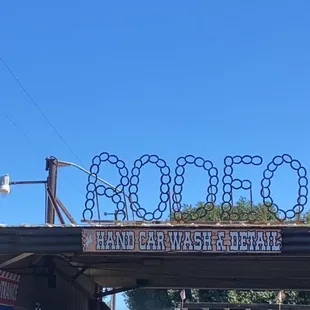 RODEO
HAND CAR WASH & DETAIL